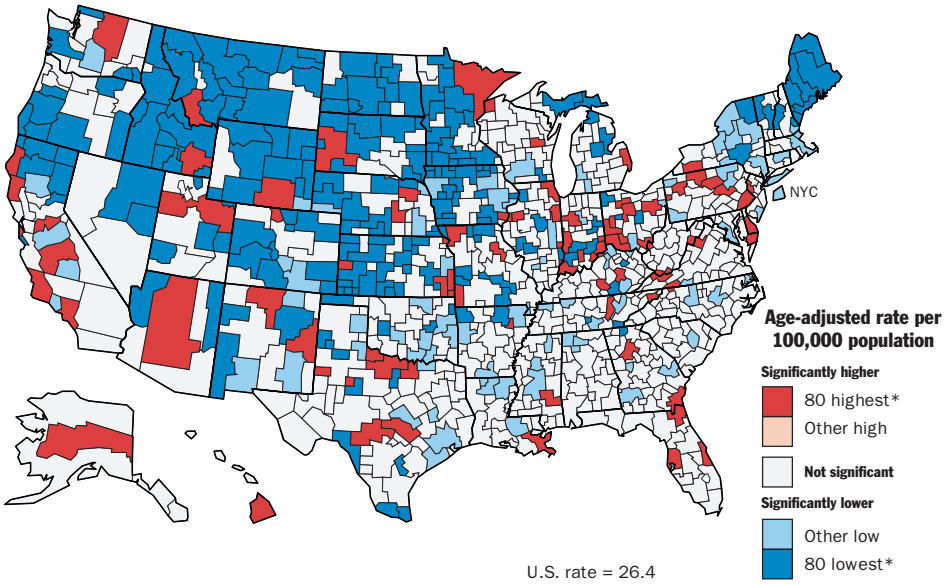 NYC
Age-adjusted rate per
100,000 population
Significantly higher
80 highest*
Other high
Not significant
Significantly lower
Other low
80 lowest*
U.S. rate = 26.4